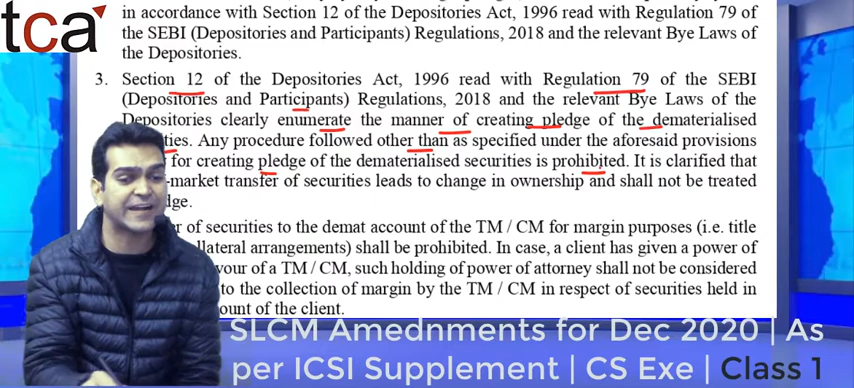 tca
in accordance with Section 12 of the Depositories Act, 1996 read with Regulation 79 of
the SEBI (Depositories and Participants) Regulations, 2018 and the relevant Bye Laws of
the Depositories.
3. Section 12 of the Depositories Act, 1996 read with Regulation 79 of the SEBI
(Depositories and Participants) Regulations, 2018 and the relevant Bye Laws of the
Depositories clearly enumerate the manner of creating pledge of the dematerialised
ties. Any procedure followed other than as specified under the aforesaid provisions
for creating pledge of the dematerialised securities is prohibited. It is clarified that
-market transfer of securities leads to change in ownership and shall not be treated
dge.
r of securities to the demat account of the TM / CM for margin purposes (i.e. title
llateral arrangements) shall be prohibited. In case, a client has given a power of
vour of a TM / CM, such holding of power of attorney shall not be considered
to the collection of margin by the TM / CM in respect of securities held in
ount of the client.
SLCM Amednments for Dec 2020 | As
per ICSI Supplement | CS Exe | Class 1